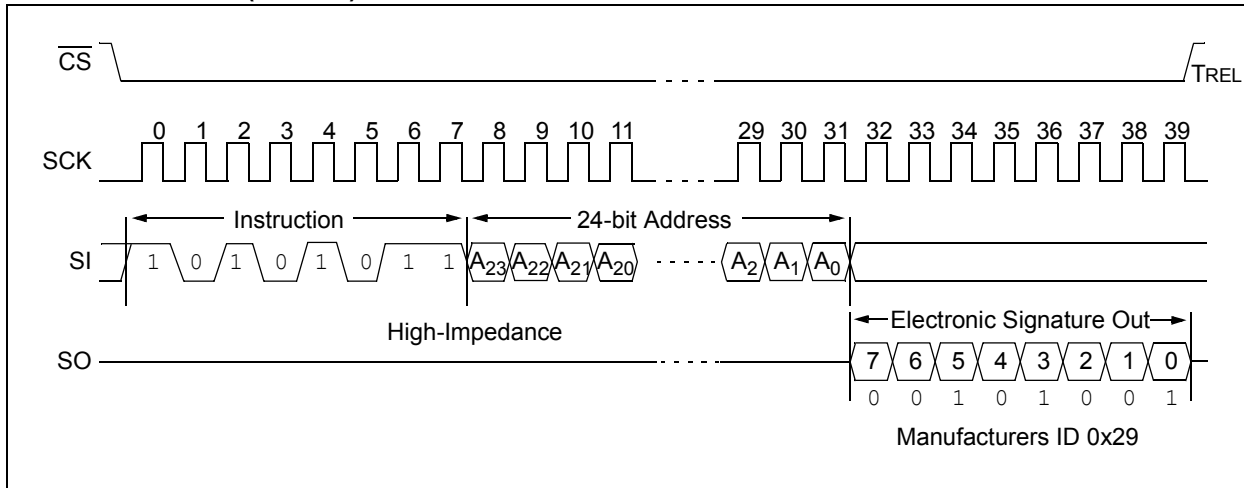 CS
TREL
0 1 2 3 4 5 6 7 8 9 10 11 29 30 31 32 33 34 35 36 37 38 39
SCK
Instruction 24-bit Address
SI 1 0 1 0 1 0 1 1 A23 A22 A21 A20 A2 A1 A0
High-Impedance
Electronic Signature Out
SO 7 6 5 4 3 2 1 0
0 0 1 0 1 0 0 1
Manufacturers ID 0x29